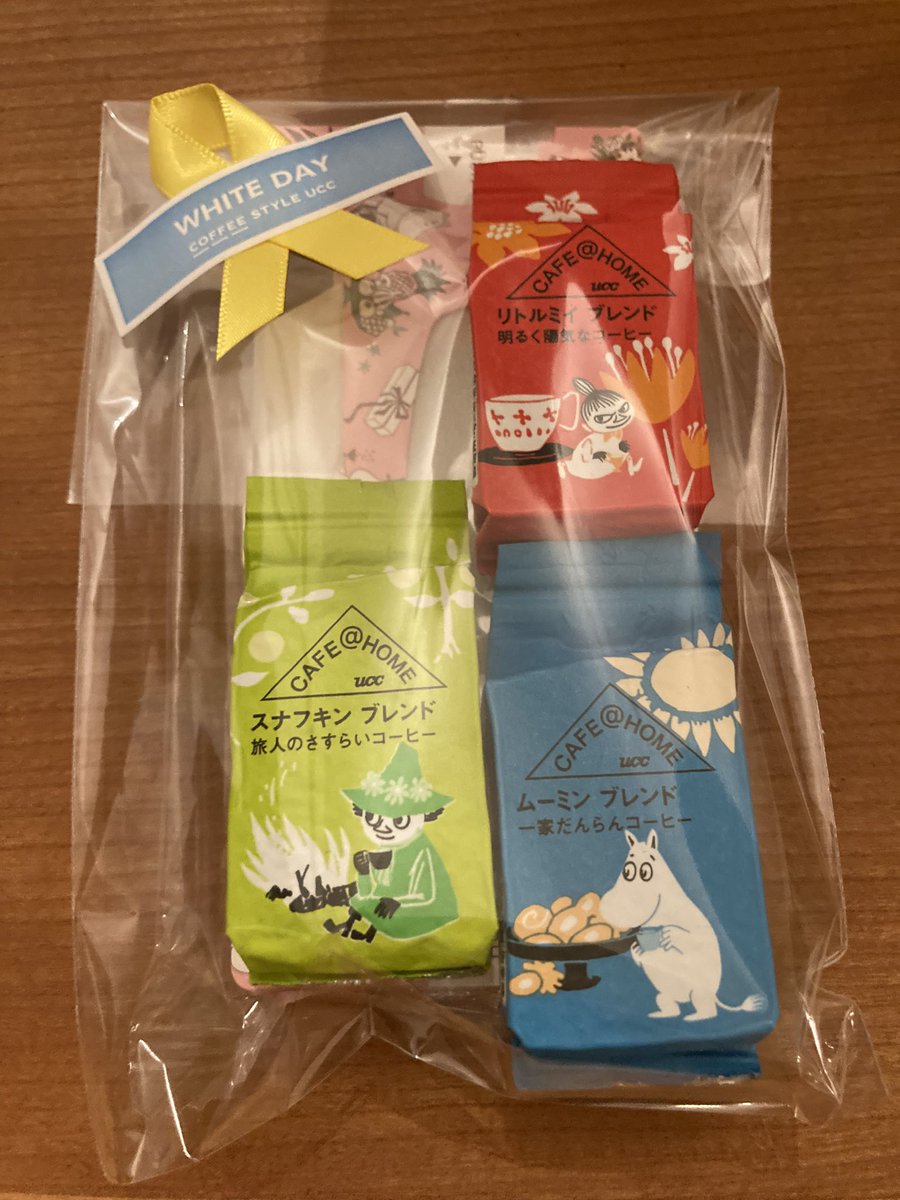 WHITE DAY
COFFEE STYLE UCC
CAFE@HOME
ucc
リトルミイ ブレンド
明るく陽気なコーヒー
CAFE@HOME
ucc
スナフキン ブレンド
旅人のさすらいコーヒー
CAFE@HOME
ucc
ムーミン ブレンド
一家だんらんコーヒー